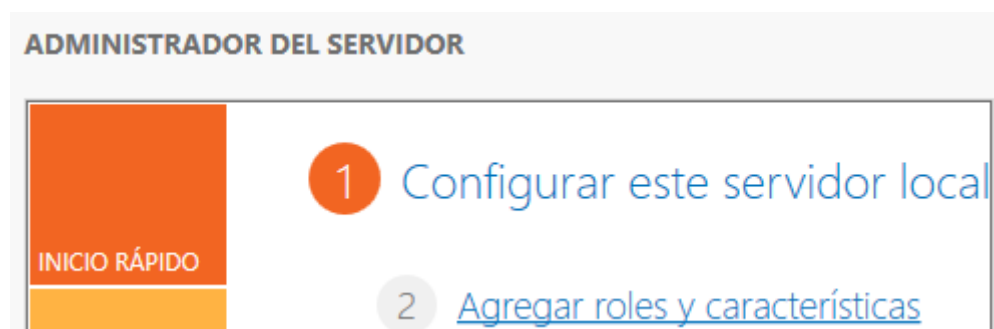 ADMINISTRADOR DEL SERVIDOR
1 Configurar este servidor local
INICIO RÁPIDO
2 Agregar roles y características